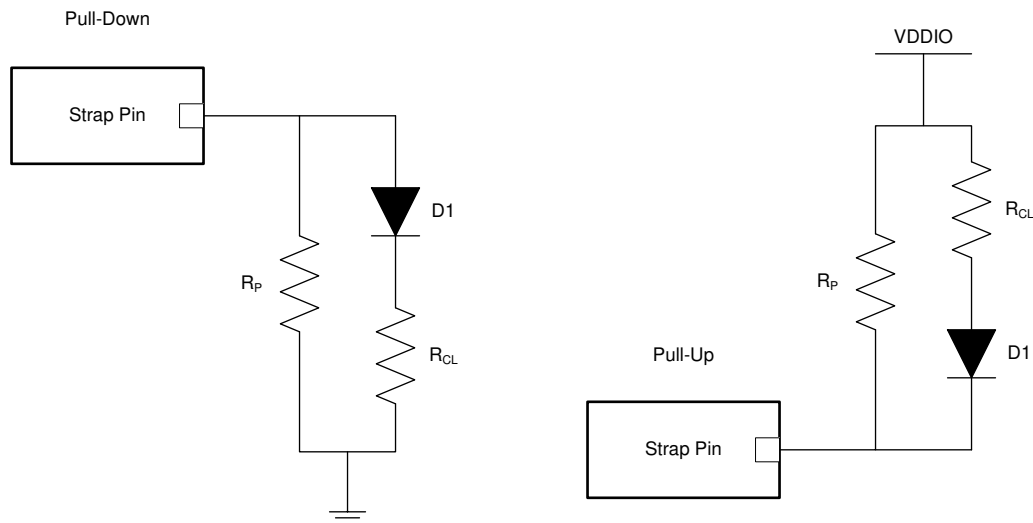 Pull-Down
Strap Pin
D1
RP
RCL
VDDIO
RCL
RP
D1
Pull-Up
Strap Pin